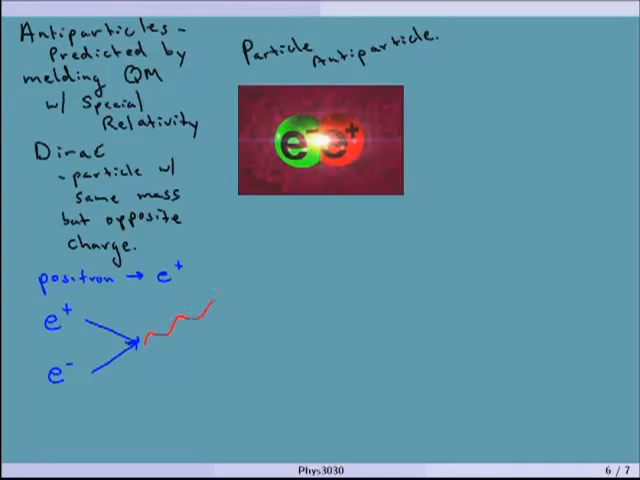 Antiparticles -
Predicted by
melding QM
w/ Special
Relativity
Dirac
- particle w/
same mass
but opposite
charge.
positron → e⁺
e⁺
e⁻
Particle Antiparticle.
e⁻ e⁺
Phys3030
6 / 7